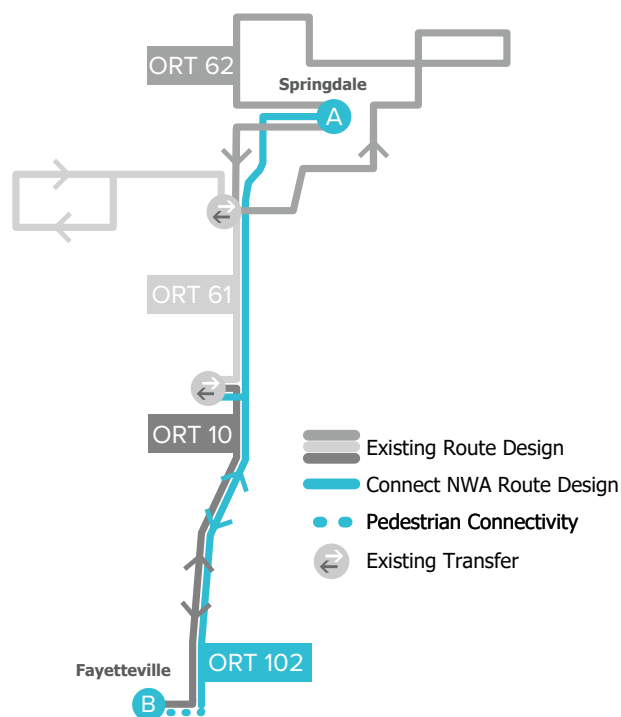 ORT 62
Springdale
A
ORT 61
ORT 10
Existing Route Design
Connect NWA Route Design
Pedestrian Connectivity
Existing Transfer
ORT 102
Fayetteville
B